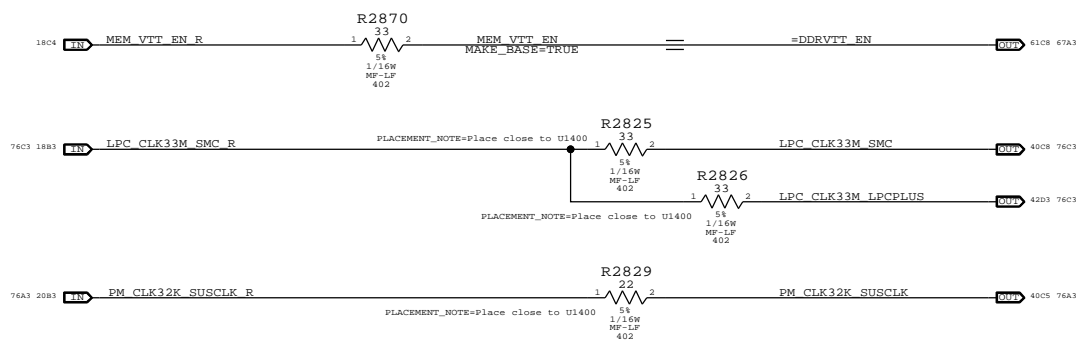 R2870
18C4 IN MEM_VTT_EN_R 1 33 2 MEM_VTT_EN =DDRVTT_EN OUT 61C8 67A3
MAKE_BASE=TRUE
5%
1/16W
MF-LF
402
R2825
PLACEMENT_NOTE=Place close to U1400
76C3 18B3 IN LPC_CLK33M_SMC_R 1 33 2 LPC_CLK33M_SMC OUT 40C8 76C3
5%
1/16W
MF-LF
402
R2826
1 33 2 LPC_CLK33M_LPCPLUS OUT 42D3 76C3
PLACEMENT_NOTE=Place close to U1400
5%
1/16W
MF-LF
402
R2829
76A3 20B3 IN PM_CLK32K_SUSCLK_R 1 22 2 PM_CLK32K_SUSCLK OUT 40C5 76A3
PLACEMENT_NOTE=Place close to U1400
5%
1/16W
MF-LF
402